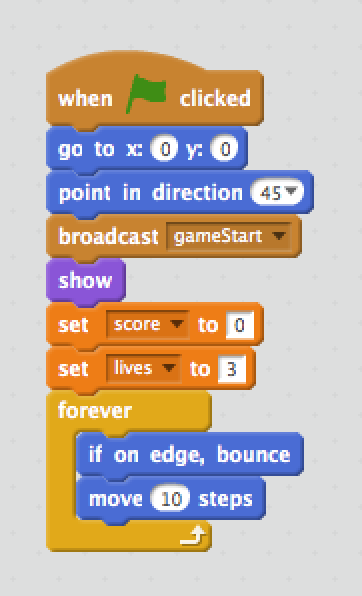 when clicked
go to x: 0 y: 0
point in direction 45
broadcast gameStart
show
set score to 0
set lives to 3
forever
if on edge, bounce
move 10 steps